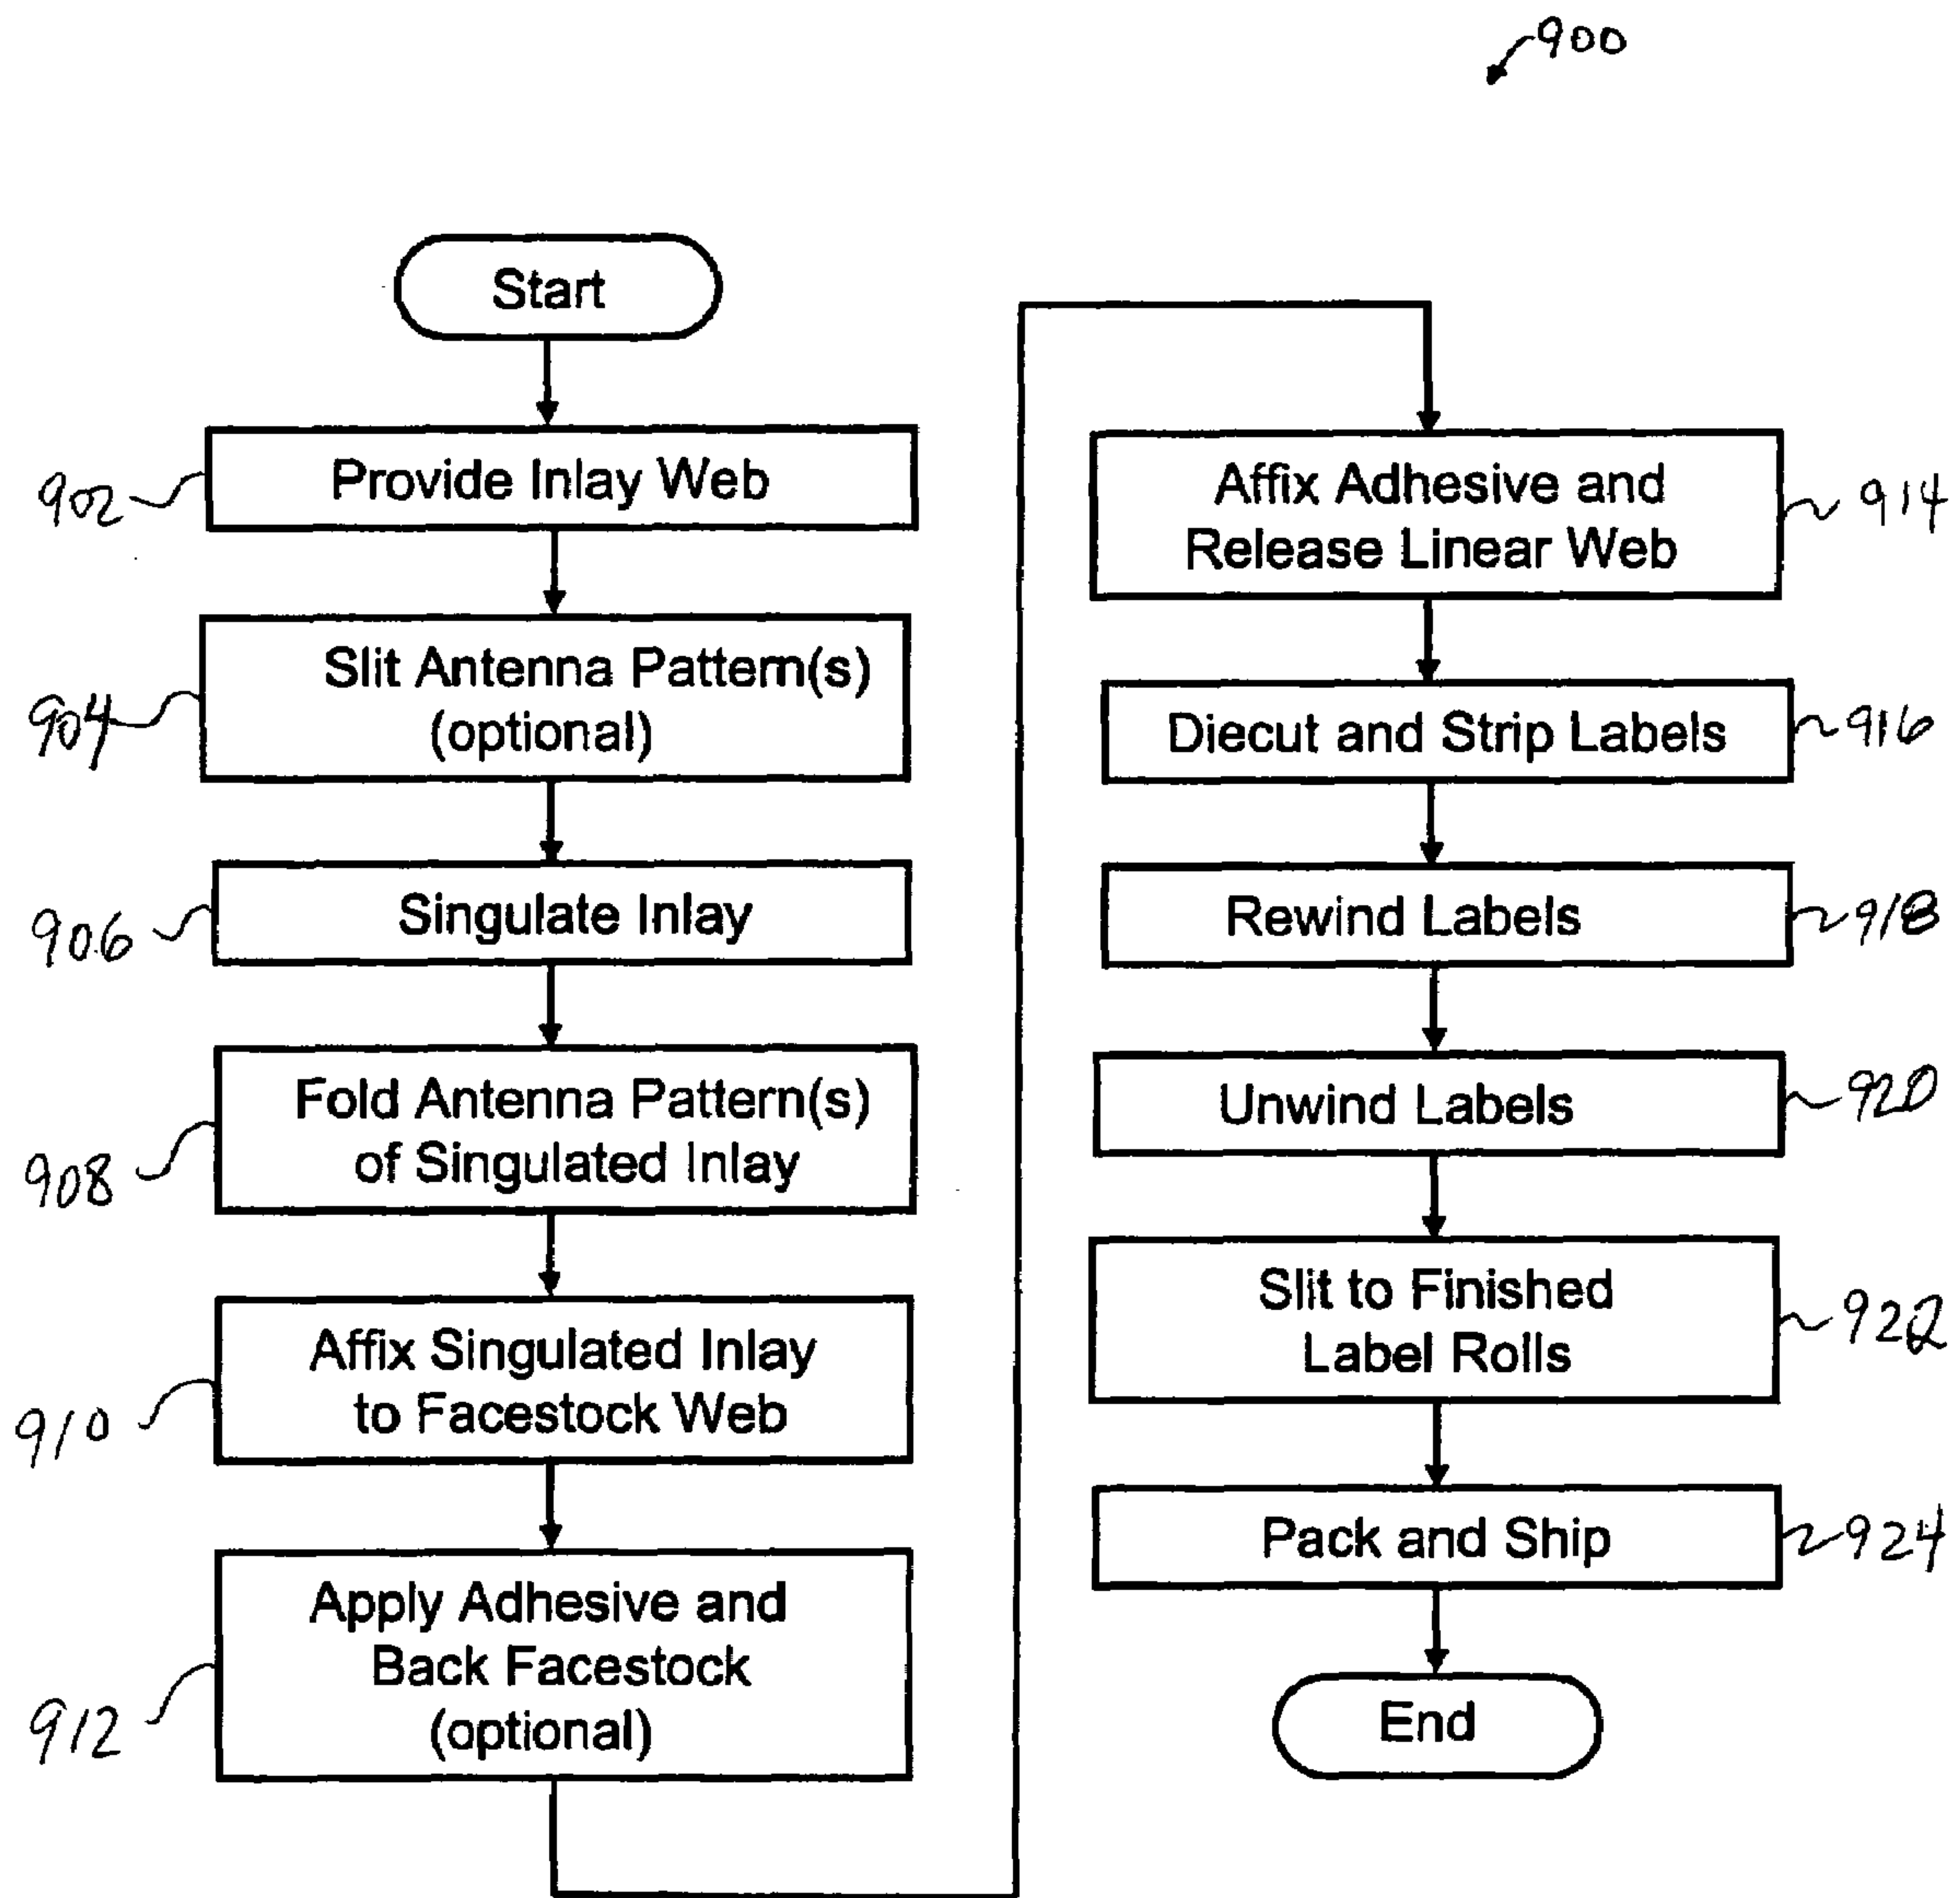 900
Start
902
Provide Inlay Web
904
Slit Antenna Pattern(s)
(optional)
906
Singulate Inlay
908
Fold Antenna Pattern(s)
of Singulated Inlay
910
Affix Singulated Inlay
to Facestock Web
912
Apply Adhesive and
Back Facestock
(optional)
Affix Adhesive and
Release Linear Web
914
Diecut and Strip Labels
916
Rewind Labels
918
Unwind Labels
920
Slit to Finished
Label Rolls
922
Pack and Ship
924
End